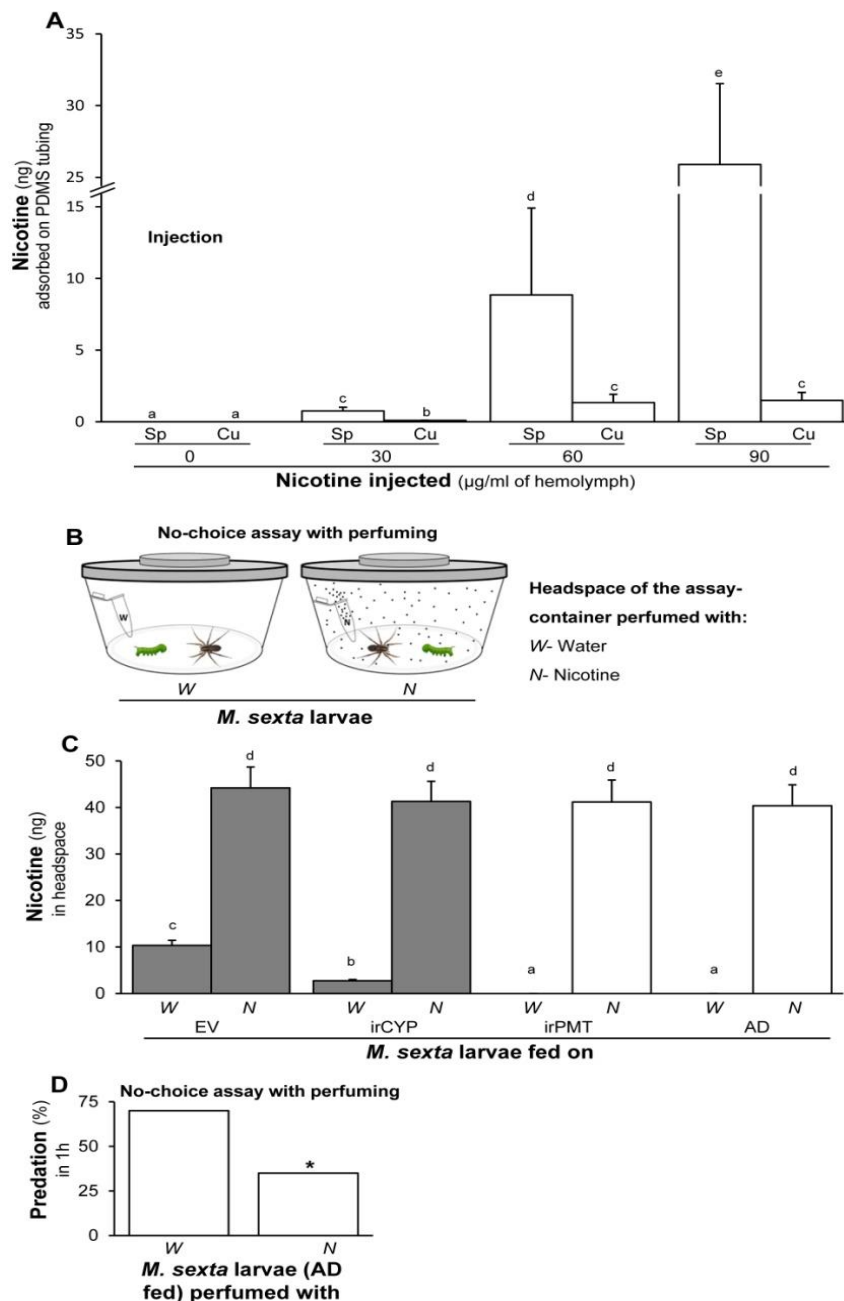 A
35
30
25
15
10
5
0
Nicotine (ng)
adsorbed on PDMS tubing
Injection
a
a
c
b
d
c
e
c
Sp Cu Sp Cu Sp Cu Sp Cu
0 30 60 90
Nicotine injected (µg/ml of hemolymph)
B
No-choice assay with perfuming
W
N
Headspace of the assay-
container perfumed with:
W- Water
N- Nicotine
W N
M. sexta larvae
C
50
40
30
20
10
0
Nicotine (ng)
in headspace
c
d
b
d
a
d
a
d
W N W N W N W N
EV irCYP irPMT AD
M. sexta larvae fed on
D
No-choice assay with perfuming
75
50
25
0
Predation (%)
in 1h
*
W N
M. sexta larvae (AD
fed) perfumed with